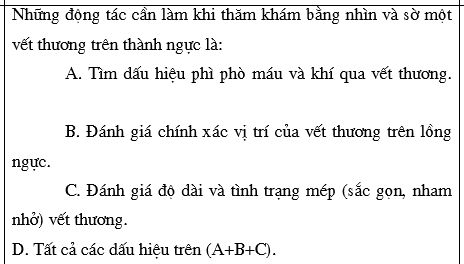 Những động tác cần làm khi thăm khám bằng nhìn và sờ một
vết thương trên thành ngực là:
A. Tìm dấu hiệu phì phò máu và khí qua vết thương.
B. Đánh giá chính xác vị trí của vết thương trên lồng
ngực.
C. Đánh giá độ dài và tình trạng mép (sắc gọn, nham
nhở) vết thương.
D. Tất cả các dấu hiệu trên (A+B+C).